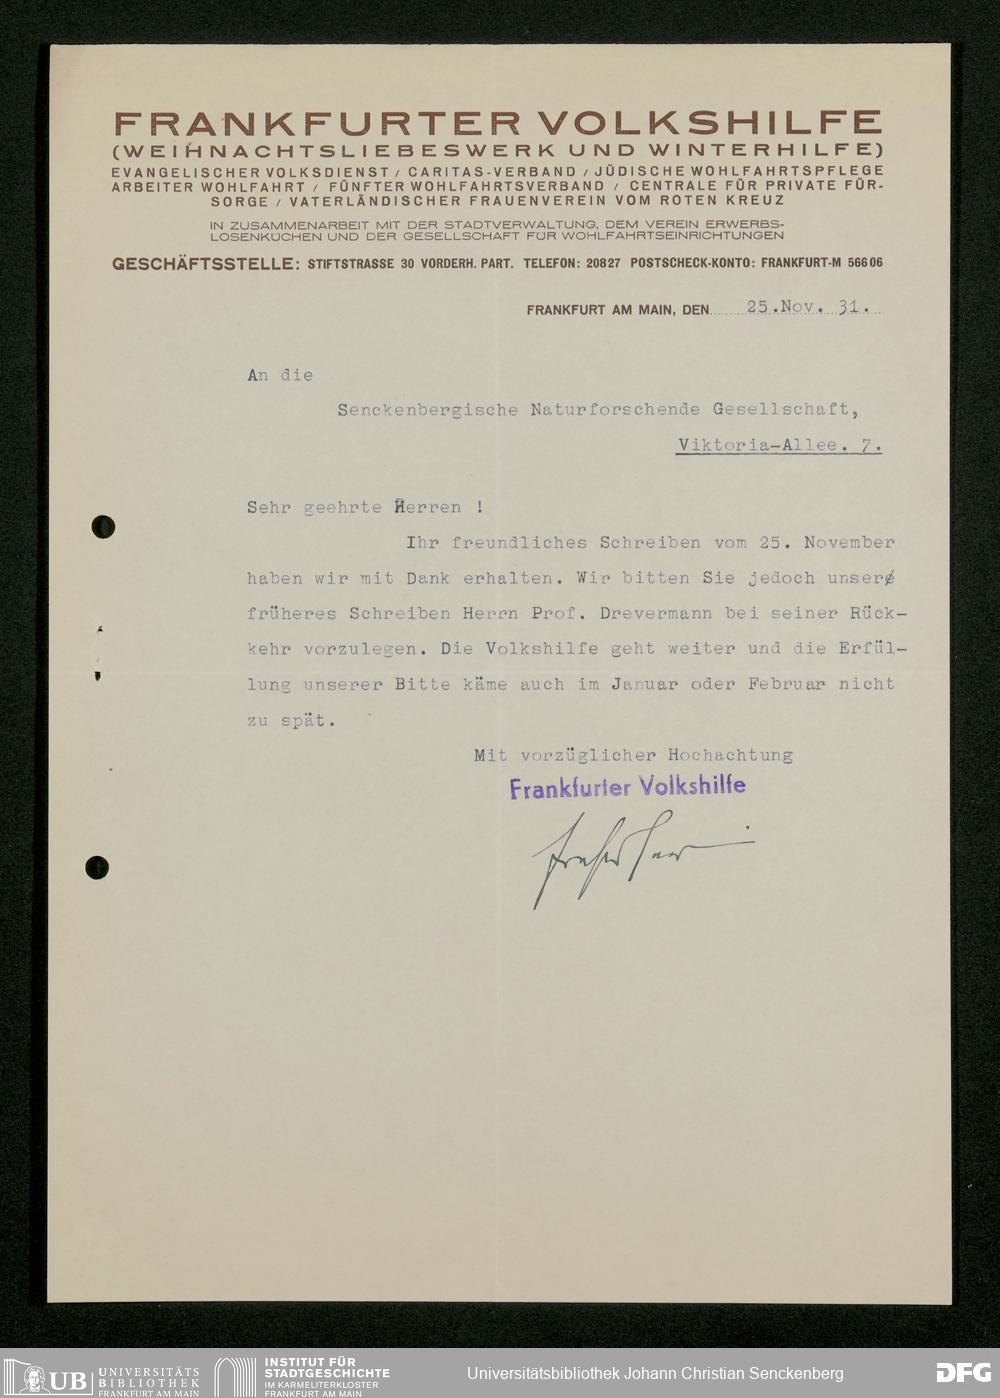 FRANKFURTER VOLKSHILFE
(WEIHNACHTSLIEBESWERK UND WINTERHILFE)
EVANGELISCHER VOLKSDIENST / CARITAS-VERBAND / JÜDISCHE WOHLFAHRTSPFLEGE
ARBEITER WOHLFAHRT / FÜNFTER WOHLFAHRTSVERBAND / CENTRALE FÜR PRIVATE FÜR-
SORGE / VATERLÄNDISCHER FRAUENVEREIN VOM ROTEN KREUZ
IN ZUSAMMENARBEIT MIT DER STADTVERWALTUNG, DEM VEREIN ERWERBS-
LOSENKÜCHEN UND DER GESELLSCHAFT FÜR WOHLFAHRTSEINRICHTUNGEN
GESCHÄFTSSTELLE: STIFTSTRASSE 30 VORDERH. PART. TELEFON: 20827 POSTSCHECK-KONTO: FRANKFURT-M 56606
FRANKFURT AM MAIN, DEN 25.Nov. 31.
An die
Senckenbergische Naturforschende Gesellschaft,
Viktoria-Allee. 7.
Sehr geehrte Herren !
Ihr freundliches Schreiben vom 25. November
haben wir mit Dank erhalten. Wir bitten Sie jedoch unser
früheres Schreiben Herrn Prof. Drevermann bei seiner Rück-
kehr vorzulegen. Die Volkshilfe geht weiter und die Erfül-
lung unserer Bitte käme auch im Januar oder Februar nicht
zu spät.
Mit vorzüglicher Hochachtung
Frankfurter Volkshilfe
UB UNIVERSITÄTS
BIBLIOTHEK
FRANKFURT AM MAIN
INSTITUT FÜR
STADTGESCHICHTE
IM KARMELITERKLOSTER
FRANKFURT AM MAIN
Universitätsbibliothek Johann Christian Senckenberg
DFG